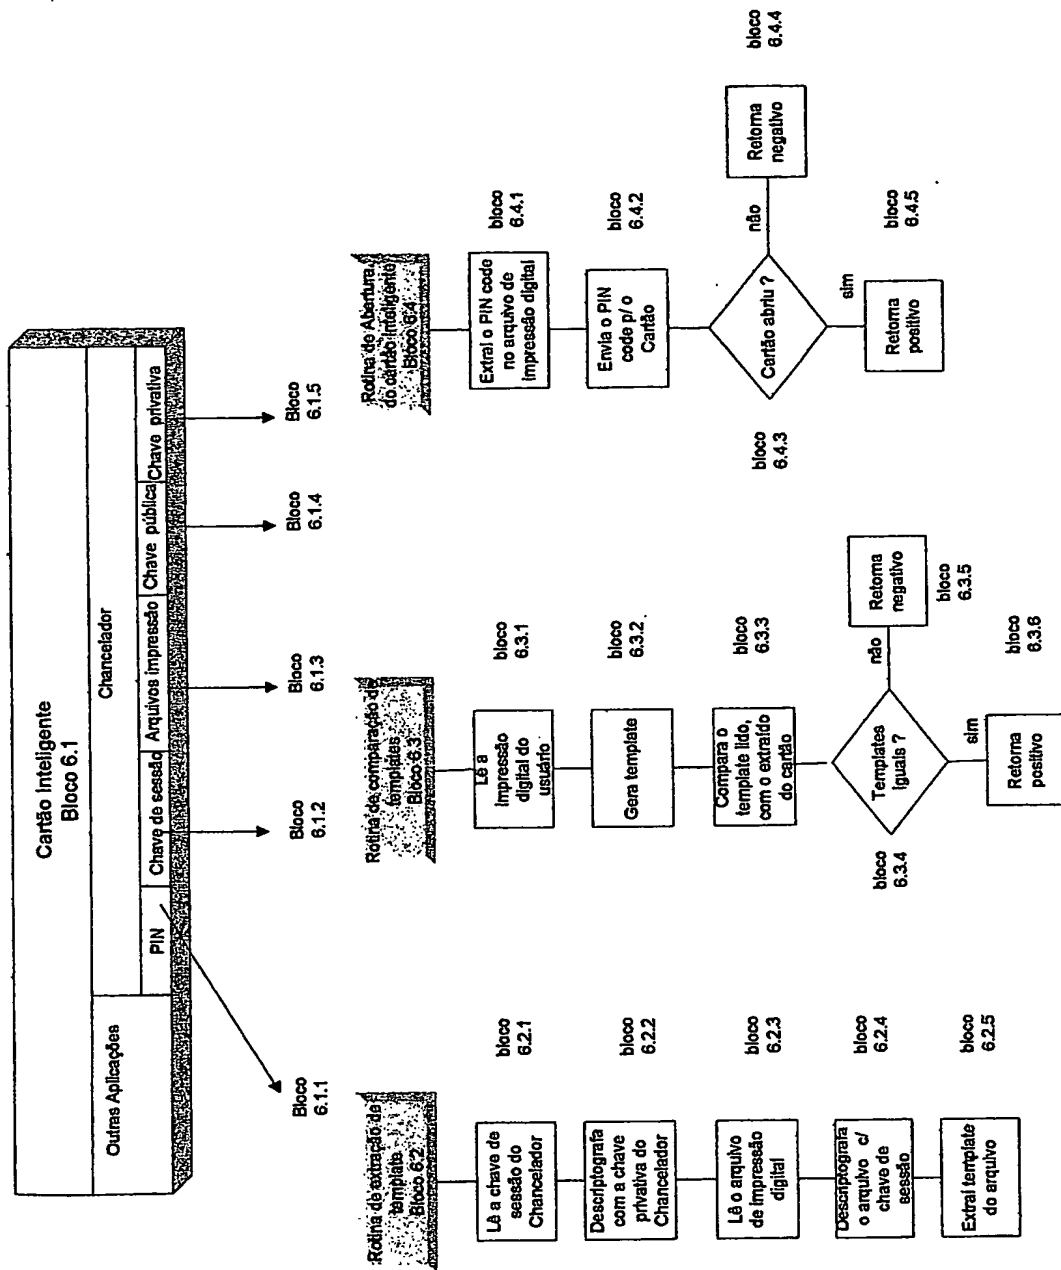 Cartão Inteligente
Bloco 6.1
Outras Aplicações
Chancelador
PIN
Chave de sessão
Arquivos impressão
Chave pública
Chave privativa
Bloco
6.1.1
Bloco
6.1.2
Bloco
6.1.3
Bloco
6.1.4
Bloco
6.1.5
Rotina de extração de
template
Bloco 6.2
Lê a chave de
sessão do
Chancelador
bloco
6.2.1
Descriptografa
com a chave
privativa do
Chancelador
bloco
6.2.2
Lê o arquivo
de impressão
digital
bloco
6.2.3
Descriptografa
o arquivo c/
chave de
sessão
bloco
6.2.4
Extrai template
do arquivo
bloco
6.2.5
Rotina de comparação de
templates
Bloco 6.3
Lê a
impressão
digital do
usuário
bloco
6.3.1
Gera template
bloco
6.3.2
Compara o
template lido,
com o extraído
do cartão
bloco
6.3.3
Templates
Iguais ?
bloco
6.3.4
não
Retorna
negativo
bloco
6.3.5
sim
Retorna
positivo
bloco
6.3.6
Rotina de Abertura
do cartão inteligente
Bloco 6.4
Extrai o PIN code
no arquivo de
impressão digital
bloco
6.4.1
Envia o PIN
code p/ o
Cartão
bloco
6.4.2
Cartão abriu ?
bloco
6.4.3
não
Retorna
negativo
bloco
6.4.4
sim
Retorna
positivo
bloco
6.4.5